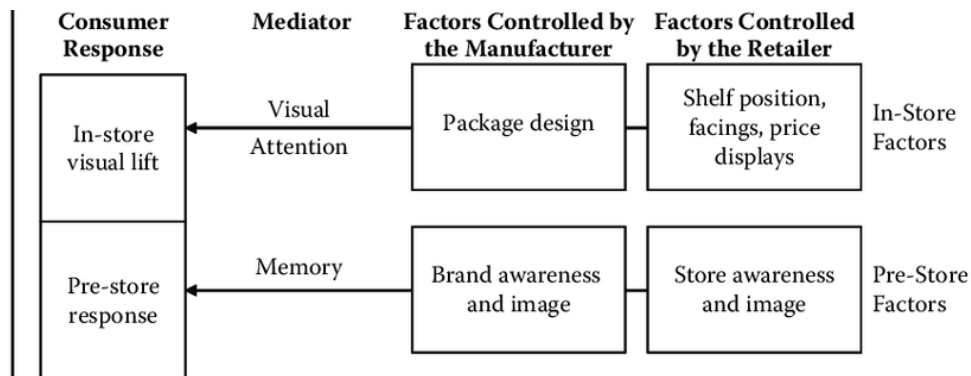 Consumer
Response
Mediator
Factors Controlled by
the Manufacturer
Factors Controlled
by the Retailer
In-store
visual lift
Visual
Attention
Package design
Shelf position,
facings, price
displays
In-Store
Factors
Pre-store
response
Memory
Brand awareness
and image
Store awareness
and image
Pre-Store
Factors